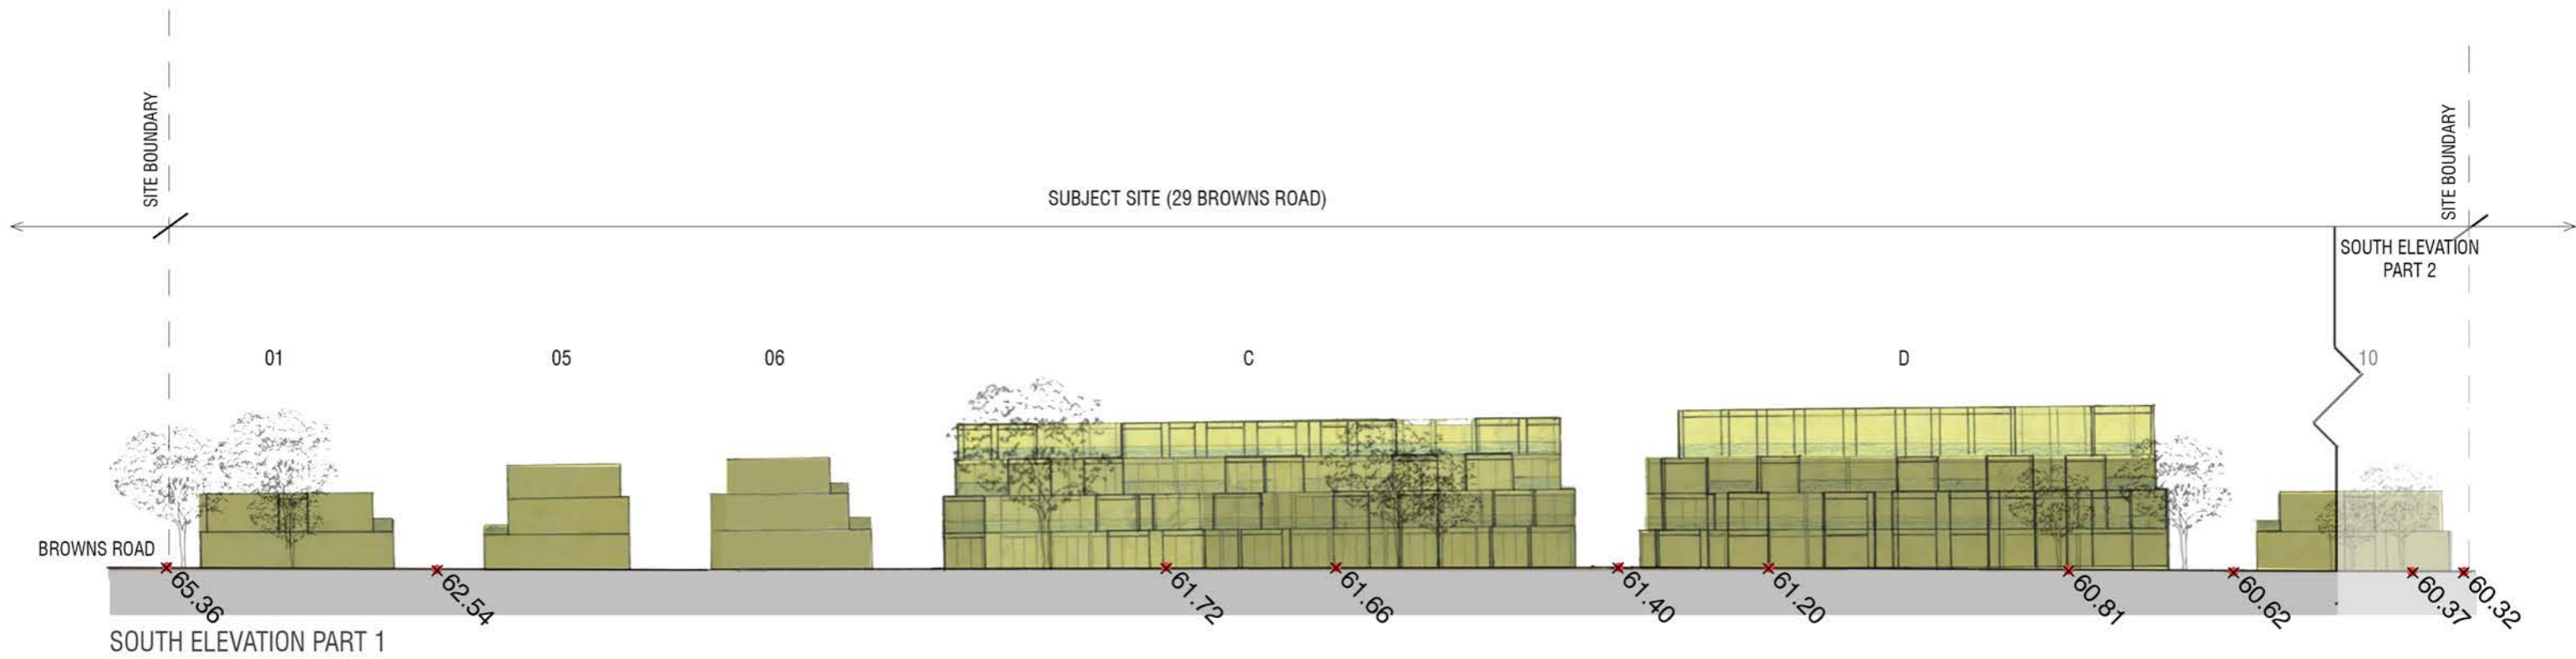 SITE BOUNDARY
SITE BOUNDARY
SUBJECT SITE (29 BROWNS ROAD)
SOUTH ELEVATION
PART 2
01
05
06
C
D
10
BROWNS ROAD
65.36
62.54
61.72
61.66
61.40
61.20
60.81
60.62
60.37
60.32
SOUTH ELEVATION PART 1